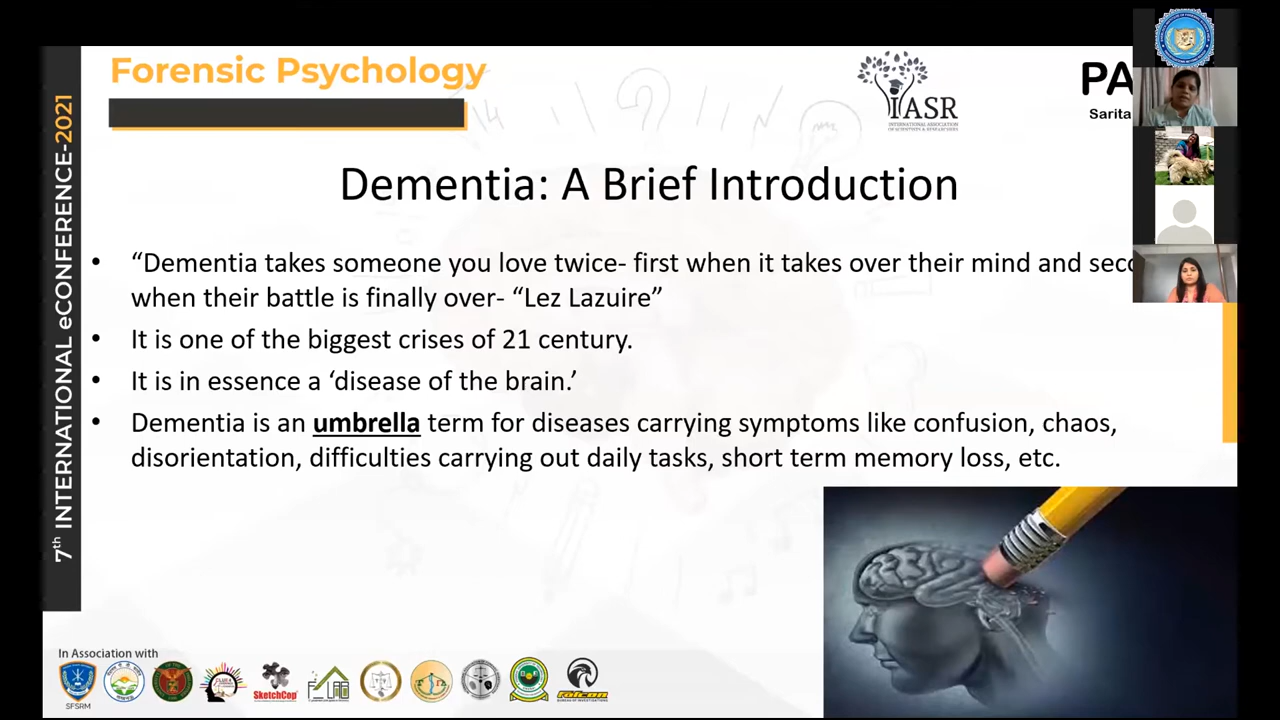 Forensic Psychology
IASR
INTERNATIONAL ASSOCIATION
OF SCIENTISTS & RESEARCHERS
PA
Sarita
7th INTERNATIONAL eCONFERENCE-2021
Dementia: A Brief Introduction
• “Dementia takes someone you love twice- first when it takes over their mind and
when their battle is finally over- “Lez Lazuire”
• It is one of the biggest crises of 21 century.
• It is in essence a ‘disease of the brain.’
• Dementia is an umbrella term for diseases carrying symptoms like confusion, chaos,
disorientation, difficulties carrying out daily tasks, short term memory loss, etc.
In Association with
SFSRM
SketchCop
falcon
BUREAU OF INVESTIGATIONS